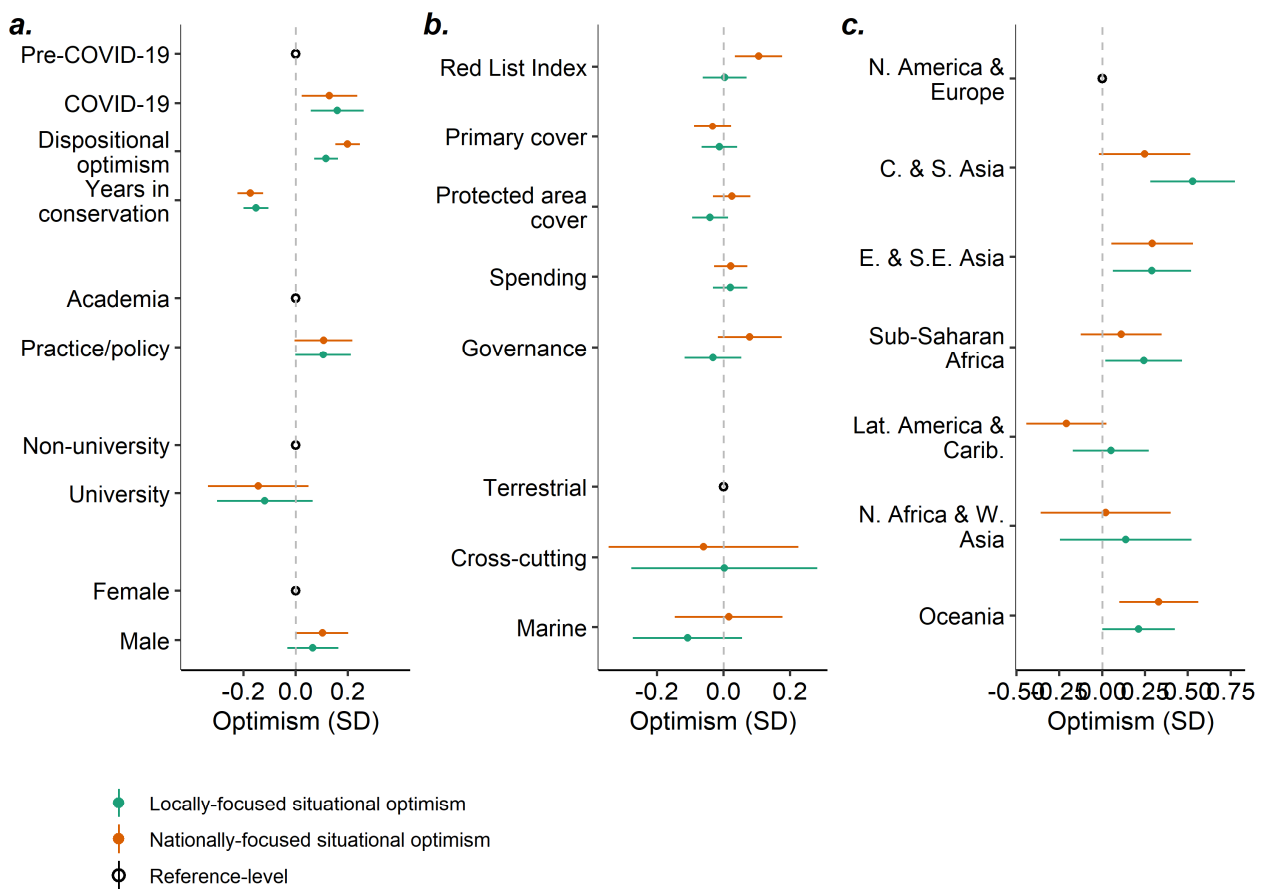 a.
Pre-COVID-19
COVID-19
Dispositional
optimism
Years in
conservation
Academia
Practice/policy
Non-university
University
Female
Male
-0.2 0.0 0.2
Optimism (SD)
b.
Red List Index
Primary cover
Protected area
cover
Spending
Governance
Terrestrial
Cross-cutting
Marine
-0.2 0.0 0.2
Optimism (SD)
c.
N. America &
Europe
C. & S. Asia
E. & S.E. Asia
Sub-Saharan
Africa
Lat. America &
Carib.
N. Africa & W.
Asia
Oceania
-0.50 -0.25 0.00 0.25 0.50 0.75
Optimism (SD)
Locally-focused situational optimism
Nationally-focused situational optimism
Reference-level